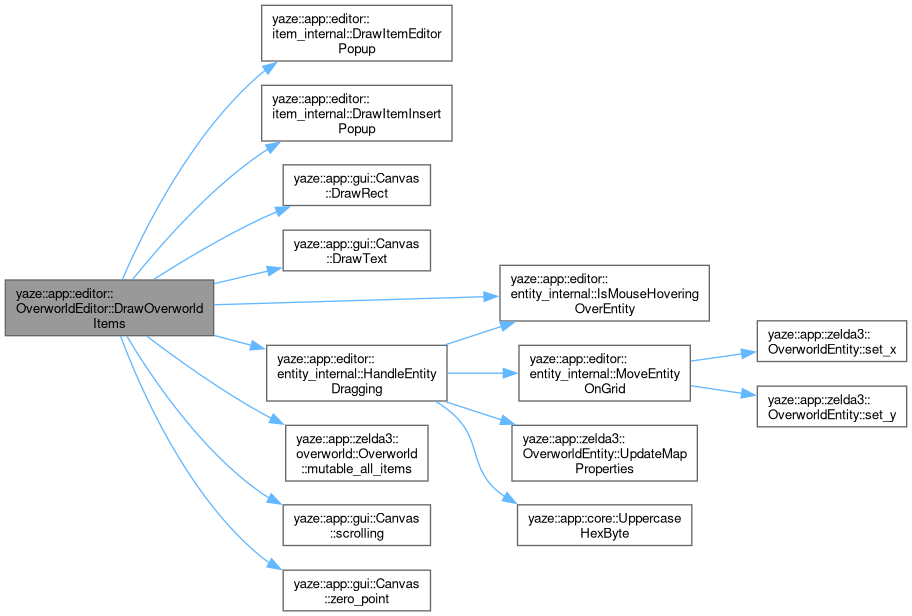 yaze::app::editor::
item_internal::DrawItemEditor
Popup
yaze::app::editor::
item_internal::DrawItemInsert
Popup
yaze::app::gui::Canvas
::DrawRect
yaze::app::gui::Canvas
::DrawText
yaze::app::editor::
OverworldEditor::DrawOverworld
Items
yaze::app::editor::
entity_internal::IsMouseHovering
OverEntity
yaze::app::editor::
entity_internal::HandleEntity
Dragging
yaze::app::editor::
entity_internal::MoveEntity
OnGrid
yaze::app::zelda3::
OverworldEntity::set_x
yaze::app::zelda3::
OverworldEntity::set_y
yaze::app::zelda3::
overworld::Overworld
::mutable_all_items
yaze::app::zelda3::
OverworldEntity::UpdateMap
Properties
yaze::app::gui::Canvas
::scrolling
yaze::app::core::Uppercase
HexByte
yaze::app::gui::Canvas
::zero_point